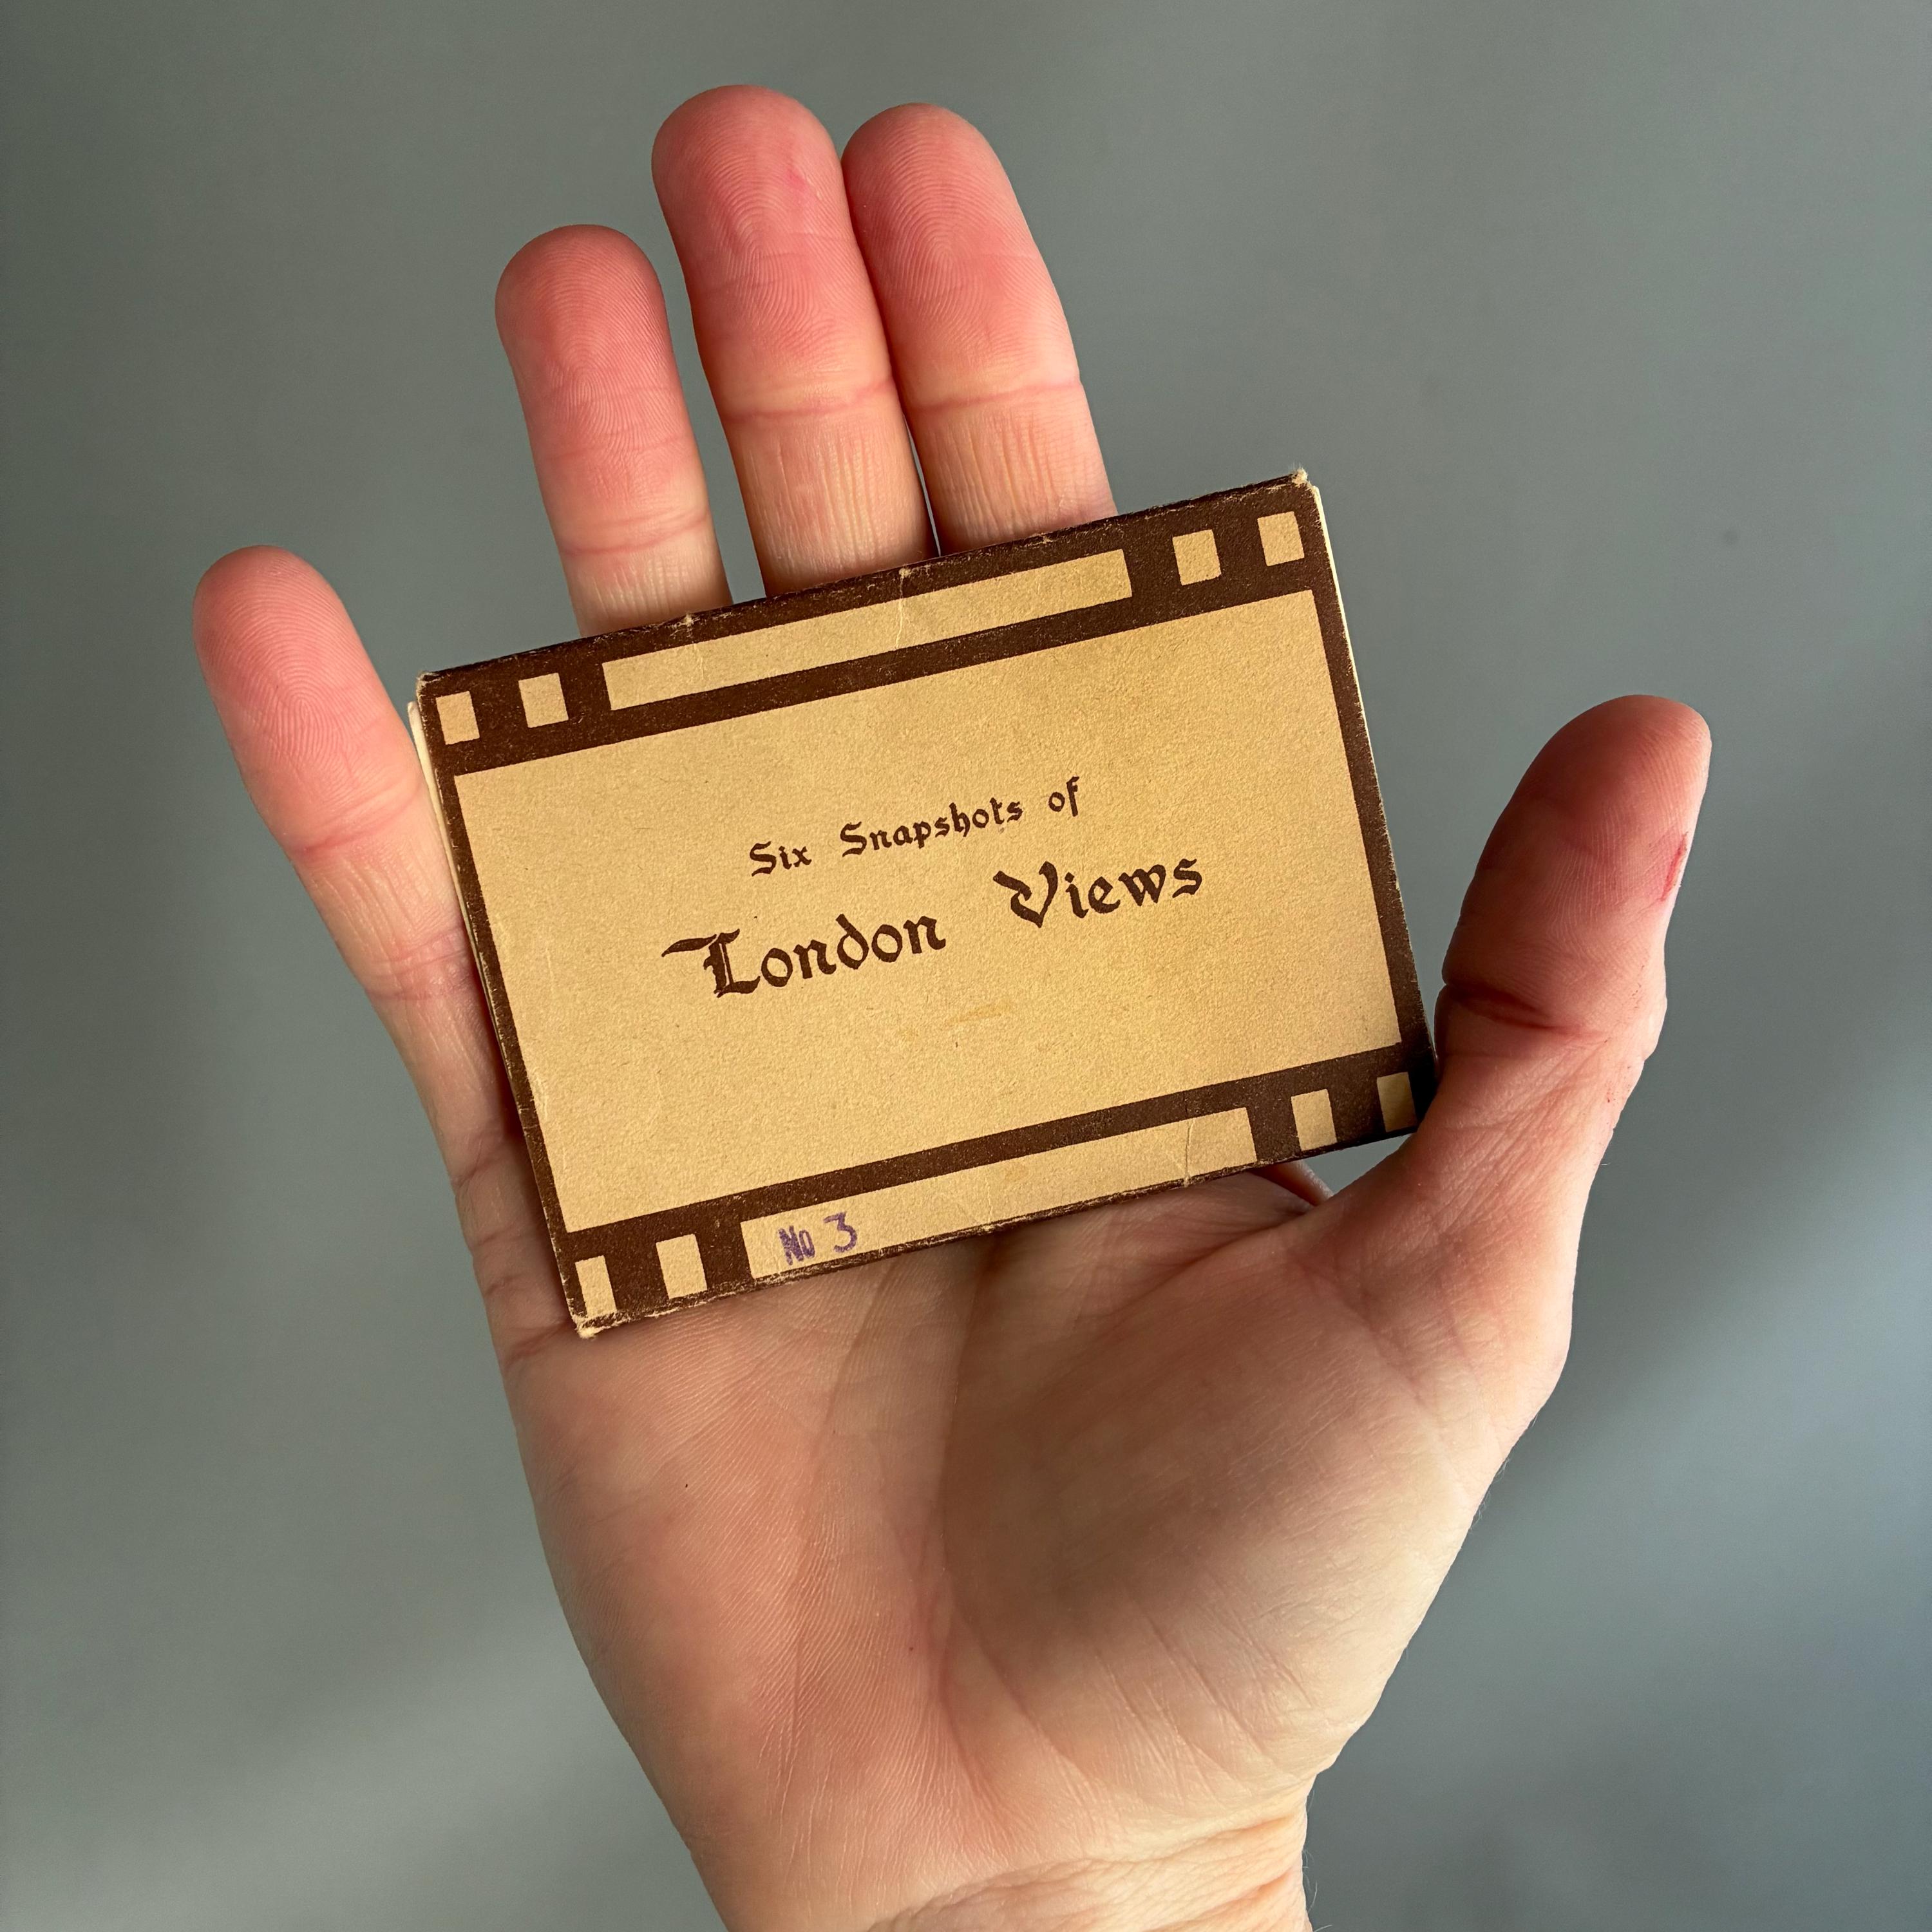 Six Snapshots of
London Views
No 3